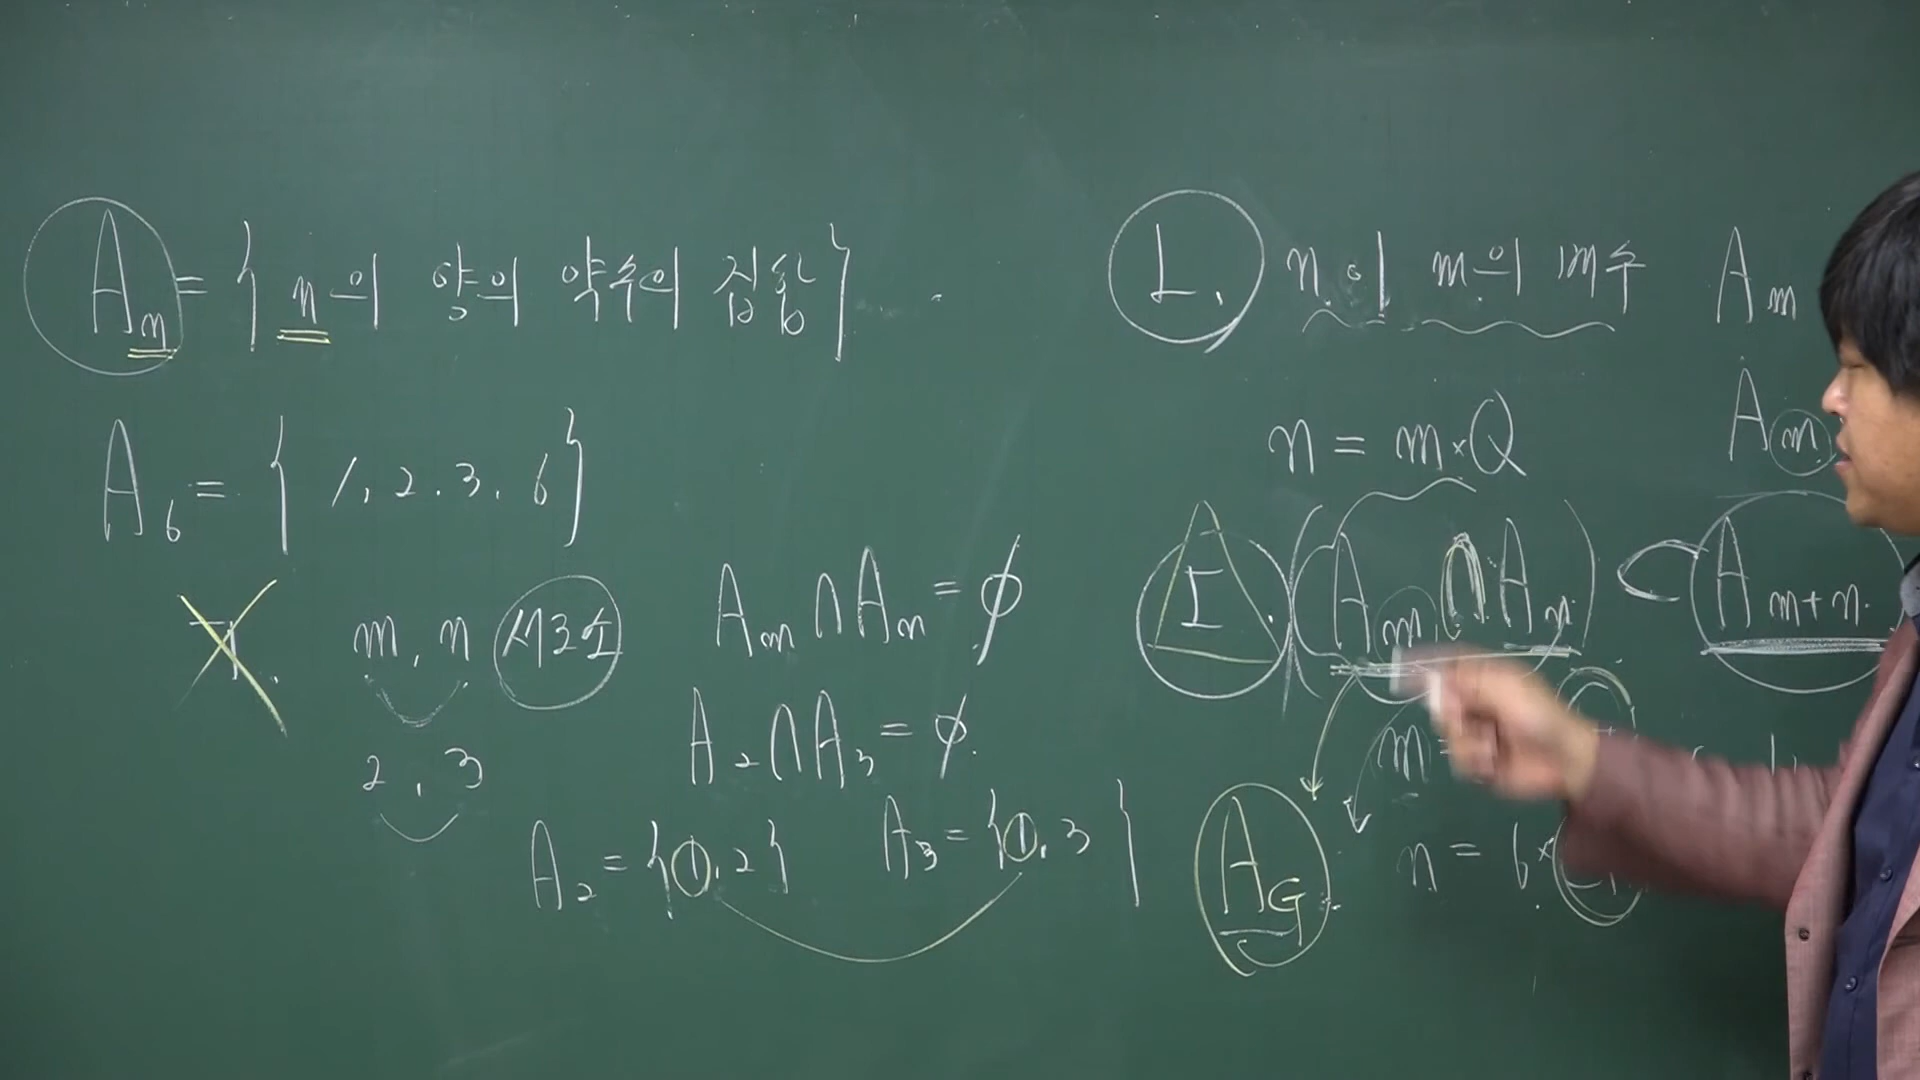 Aₙ = { n의 양의 약수의 집합 }
A₆ = { 1, 2, 3, 6 }
ㄱ. m, n 서로소 Aₘ∩Aₙ = ∅
2, 3 A₂∩A₃ = ∅.
A₂ = {1, 2} A₃ = {1, 3}
ㄴ. n이 m의 배수 Aₘ
n = m×Q Aₘ
ㄷ. (Aₘ∩Aₙ) ⊂ Aₘ₊ₙ
m =
A_G n = G×